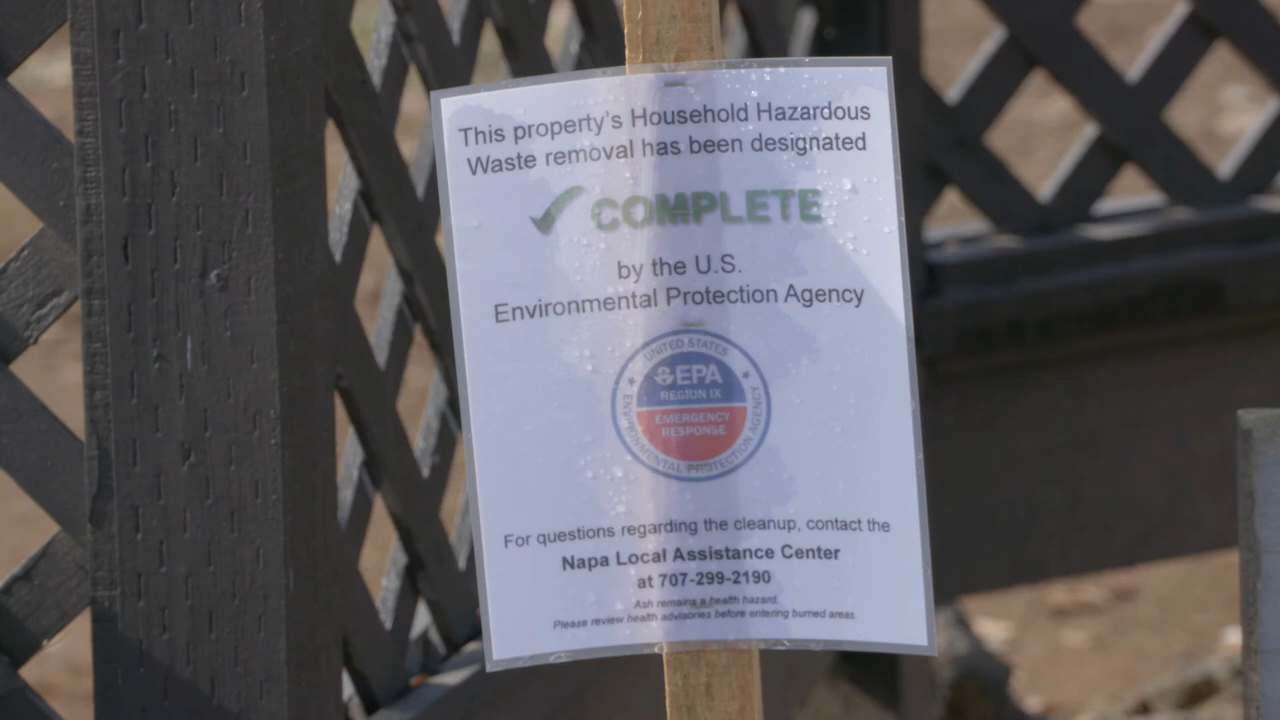 This property's Household Hazardous
Waste removal has been designated
✓ COMPLETE
by the U.S.
Environmental Protection Agency
UNITED STATES
EPA
REGION IX
EMERGENCY
RESPONSE
ENVIRONMENTAL PROTECTION AGENCY
For questions regarding the cleanup, contact the
Napa Local Assistance Center
at 707-299-2190
Ash remains a health hazard.
Please review health advisories before entering burned areas.